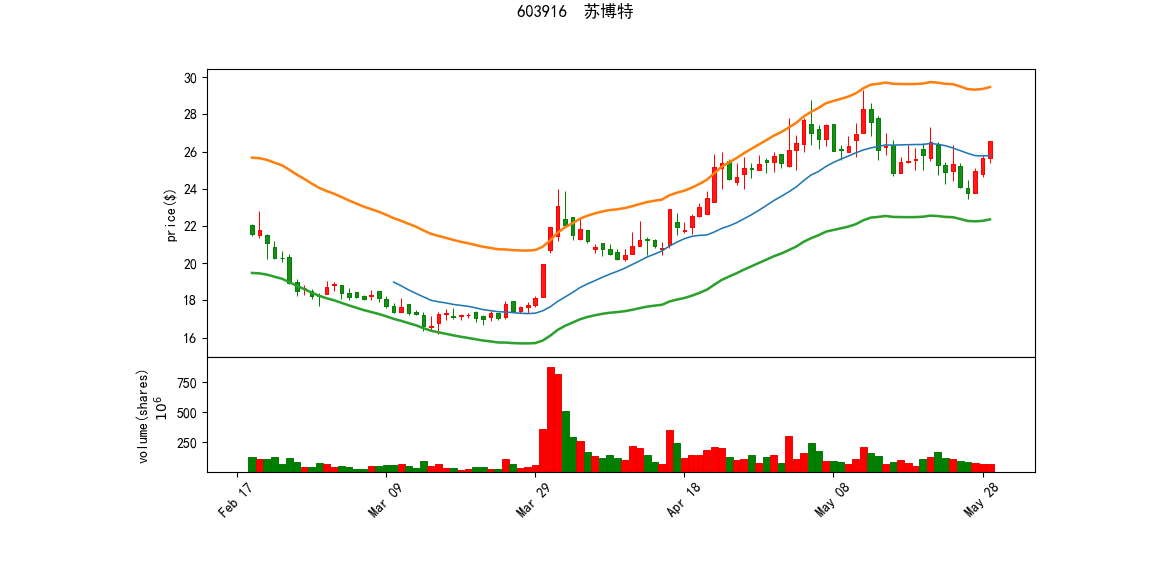 603916 苏博特
price($)
30
28
26
24
22
20
18
16
volume(shares)
10^6
750
500
250
Feb 17
Mar 09
Mar 29
Apr 18
May 08
May 28